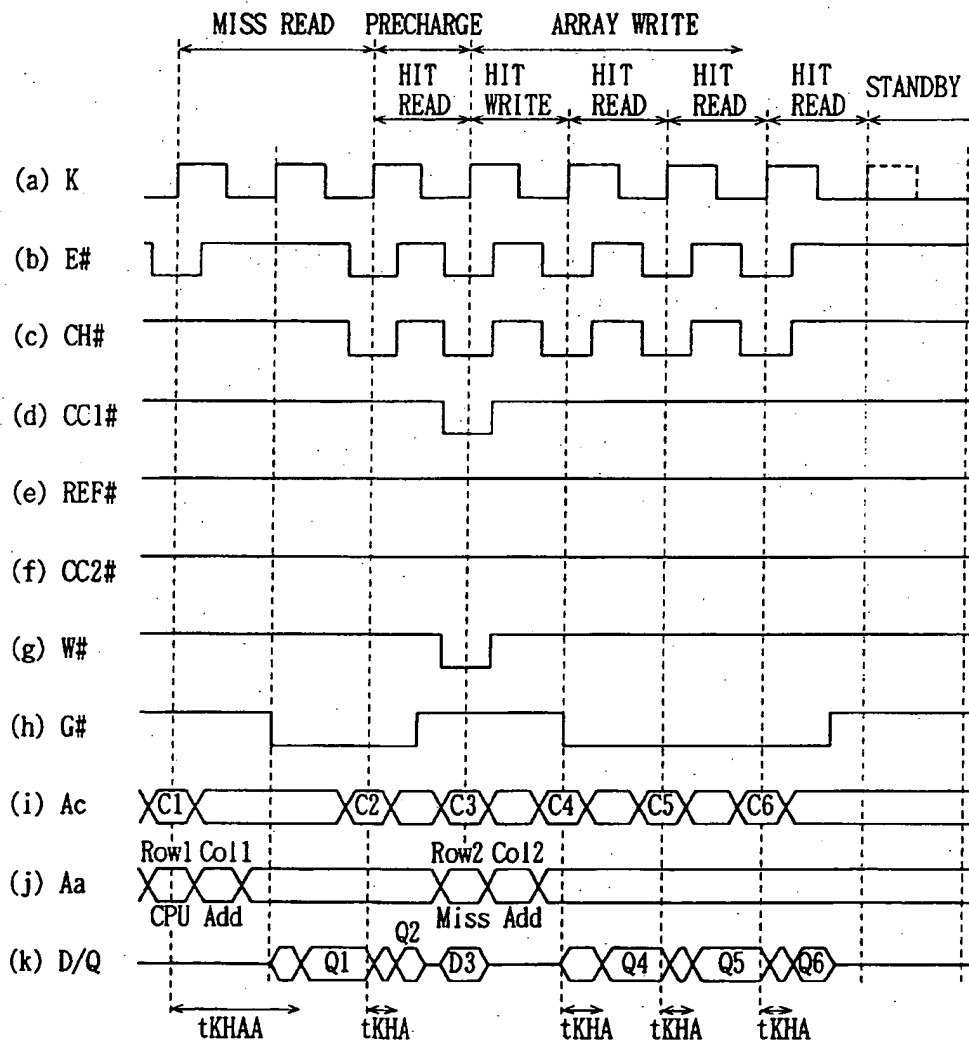 MISS READ PRECHARGE ARRAY WRITE
HIT READ HIT WRITE HIT READ HIT READ HIT READ STANDBY
(a) K
(b) E#
(c) CH#
(d) CC1#
(e) REF#
(f) CC2#
(g) W#
(h) G#
(i) Ac C1 C2 C3 C4 C5 C6
Row1 Col1 Row2 Col2
(j) Aa
CPU Add Miss Add
Q2
(k) D/Q Q1 D3 Q4 Q5 Q6
tKHAA tKHA tKHA tKHA tKHA